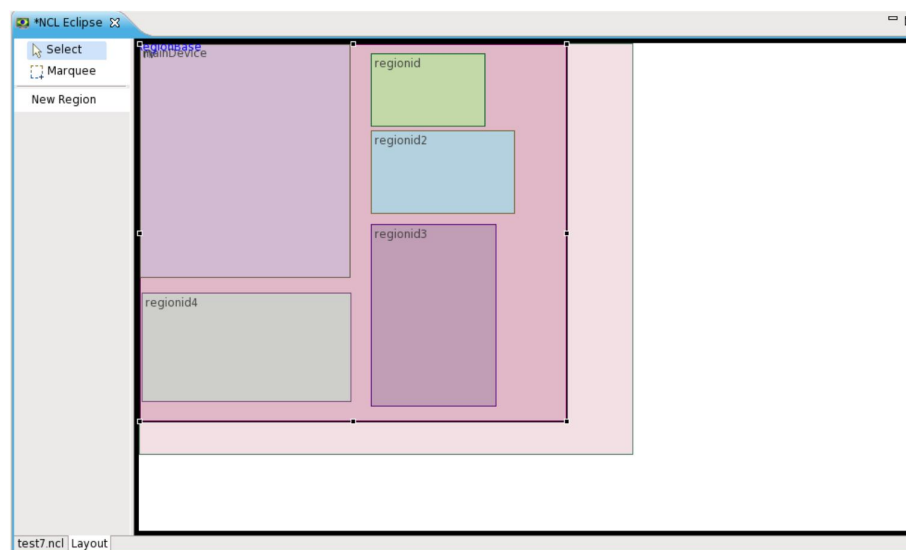 *NCL Eclipse
Select
Marquee
New Region
regionBase
mainDevice
regionid
regionid2
regionid3
regionid4
test7.ncl
Layout